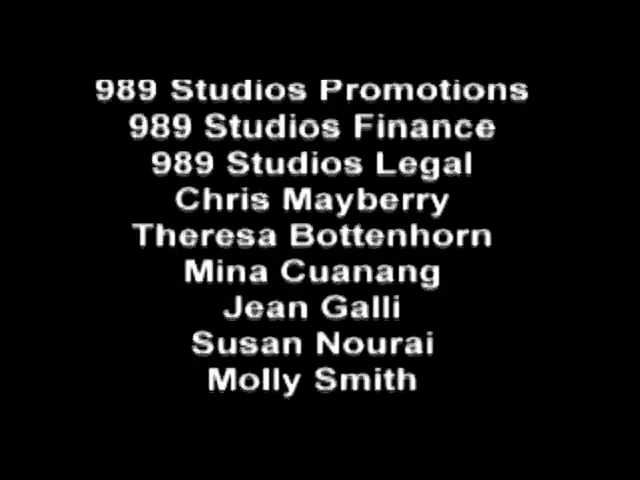 989 Studios Promotions
989 Studios Finance
989 Studios Legal
Chris Mayberry
Theresa Bottenhorn
Mina Cuanang
Jean Galli
Susan Nourai
Molly Smith